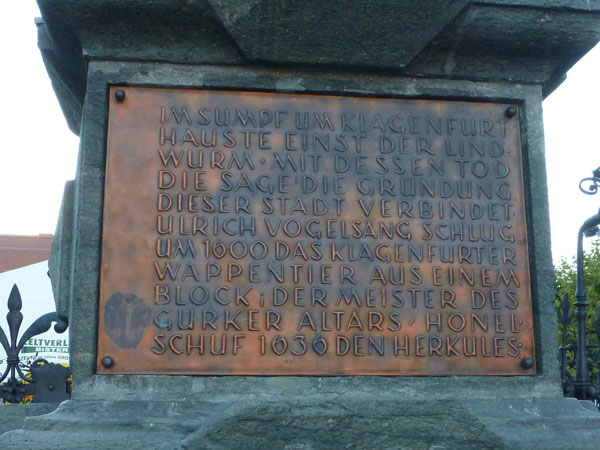 IM SUMPF UM KLAGENFURT
HAUSTE EINST DER LIND-
WURM · MIT DESSEN TOD
DIE SAGE DIE GRÜNDUNG
DIESER STADT VERBINDET·
ULRICH VOGELSANG SCHLUG
UM 1600 DAS KLAGENFURTER
WAPPENTIER AUS EINEM
BLOCK; DER MEISTER DES
GURKER ALTARS · HÖNEL·
SCHUF 1636 DEN HERKULES·
BISTER